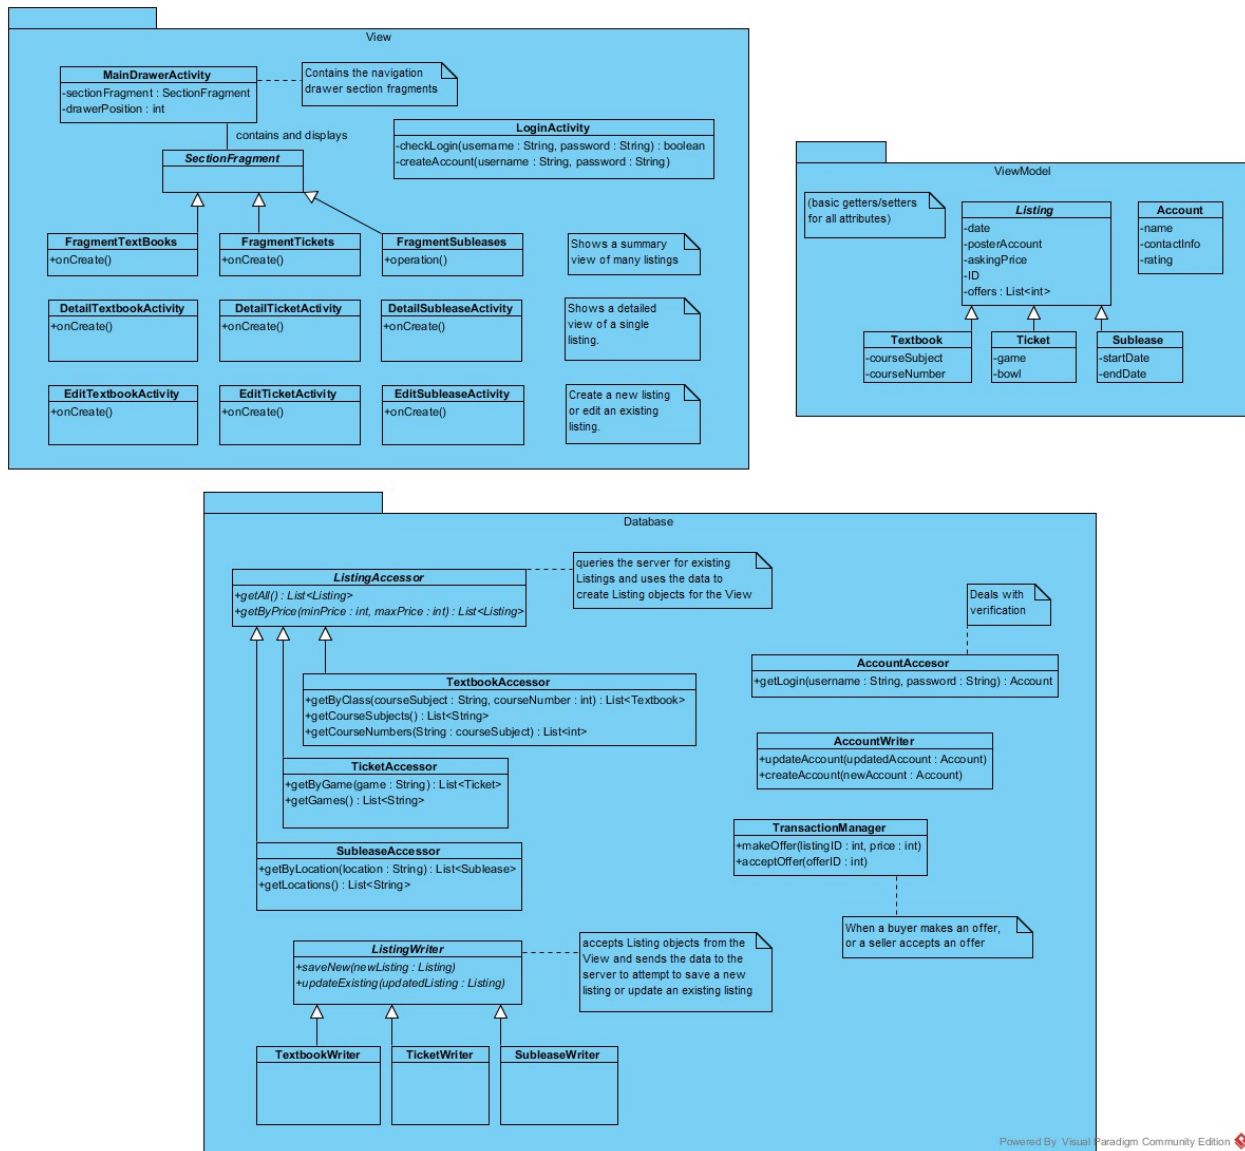 View
MainDrawerActivity
-sectionFragment : SectionFragment
-drawerPosition : int
Contains the navigation
drawer section fragments
contains and displays
SectionFragment
LoginActivity
-checkLogin(username : String, password : String) : boolean
-createAccount(username : String, password : String)
FragmentTextBooks
+onCreate()
FragmentTickets
+onCreate()
FragmentSubleases
+operation()
Shows a summary
view of many listings
DetailTextbookActivity
+onCreate()
DetailTicketActivity
+onCreate()
DetailSubleaseActivity
+onCreate()
Shows a detailed
view of a single
listing.
EditTextbookActivity
+onCreate()
EditTicketActivity
+onCreate()
EditSubleaseActivity
+onCreate()
Create a new listing
or edit an existing
listing.
ViewModel
(basic getters/setters
for all attributes)
Listing
-date
-posterAccount
-askingPrice
-ID
-offers : List<int>
Account
-name
-contactInfo
-rating
Textbook
-courseSubject
-courseNumber
Ticket
-game
-bowl
Sublease
-startDate
-endDate
Database
ListingAccessor
+getAll() : List<Listing>
+getByPrice(minPrice : int, maxPrice : int) : List<Listing>
queries the server for existing
Listings and uses the data to
create Listing objects for the View
Deals with
verification
AccountAccesor
+getLogin(username : String, password : String) : Account
TextbookAccessor
+getByClass(courseSubject : String, courseNumber : int) : List<Textbook>
+getCourseSubjects() : List<String>
+getCourseNumbers(String : courseSubject) : List<int>
AccountWriter
+updateAccount(updatedAccount : Account)
+createAccount(newAccount : Account)
TicketAccessor
+getByGame(game : String) : List<Ticket>
+getGames() : List<String>
TransactionManager
+makeOffer(listingID : int, price : int)
+acceptOffer(offerID : int)
SubleaseAccessor
+getByLocation(location : String) : List<Sublease>
+getLocations() : List<String>
When a buyer makes an offer,
or a seller accepts an offer
ListingWriter
+saveNew(newListing : Listing)
+updateExisting(updatedListing : Listing)
accepts Listing objects from the
View and sends the data to the
server to attempt to save a new
listing or update an existing listing
TextbookWriter
TicketWriter
SubleaseWriter
Powered By Visual Paradigm Community Edition